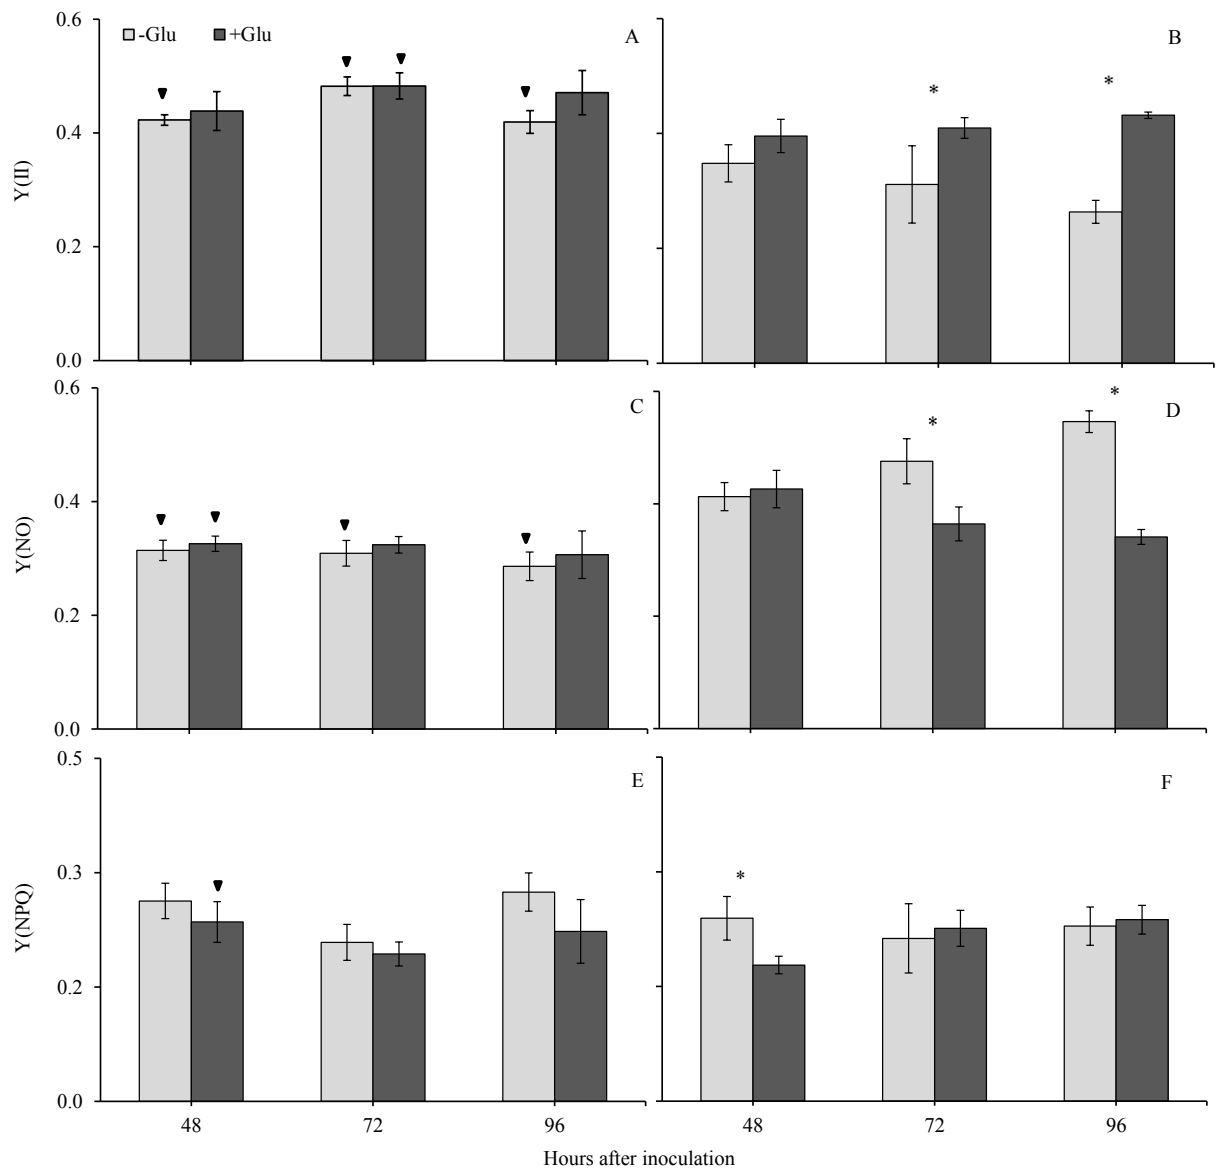 0.6
-Glu +Glu
A
B
* *
0.4
Y(II)
0.2
0.0
0.6
C
D
* *
0.4
Y(NO)
0.2
0.0
0.5
E
F
0.3
*
Y(NPQ)
0.2
0.0
48 72 96 48 72 96
Hours after inoculation